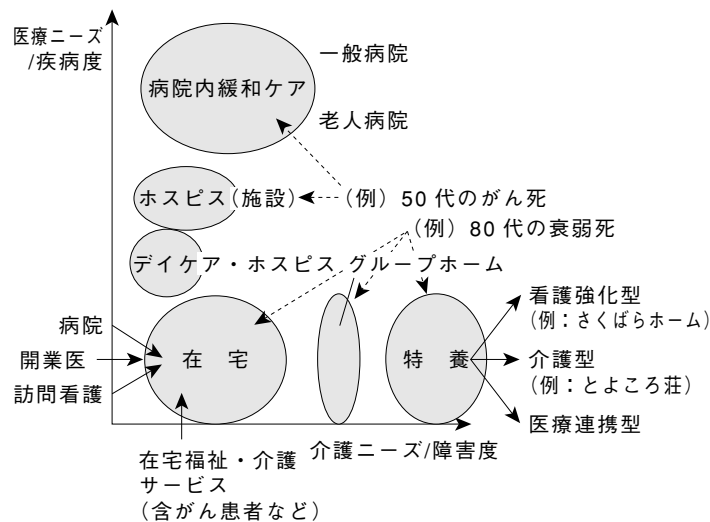 医療ニーズ
/疾病度
一般病院
病院内緩和ケア
老人病院
ホスピス(施設)
(例)50代のがん死
(例)80代の衰弱死
デイケア・ホスピス
グループホーム
病院
開業医
訪問看護
在 宅
特 養
看護強化型
(例:さくばらホーム)
介護型
(例:とよころ荘)
医療連携型
介護ニーズ/障害度
在宅福祉・介護
サービス
(含がん患者など)